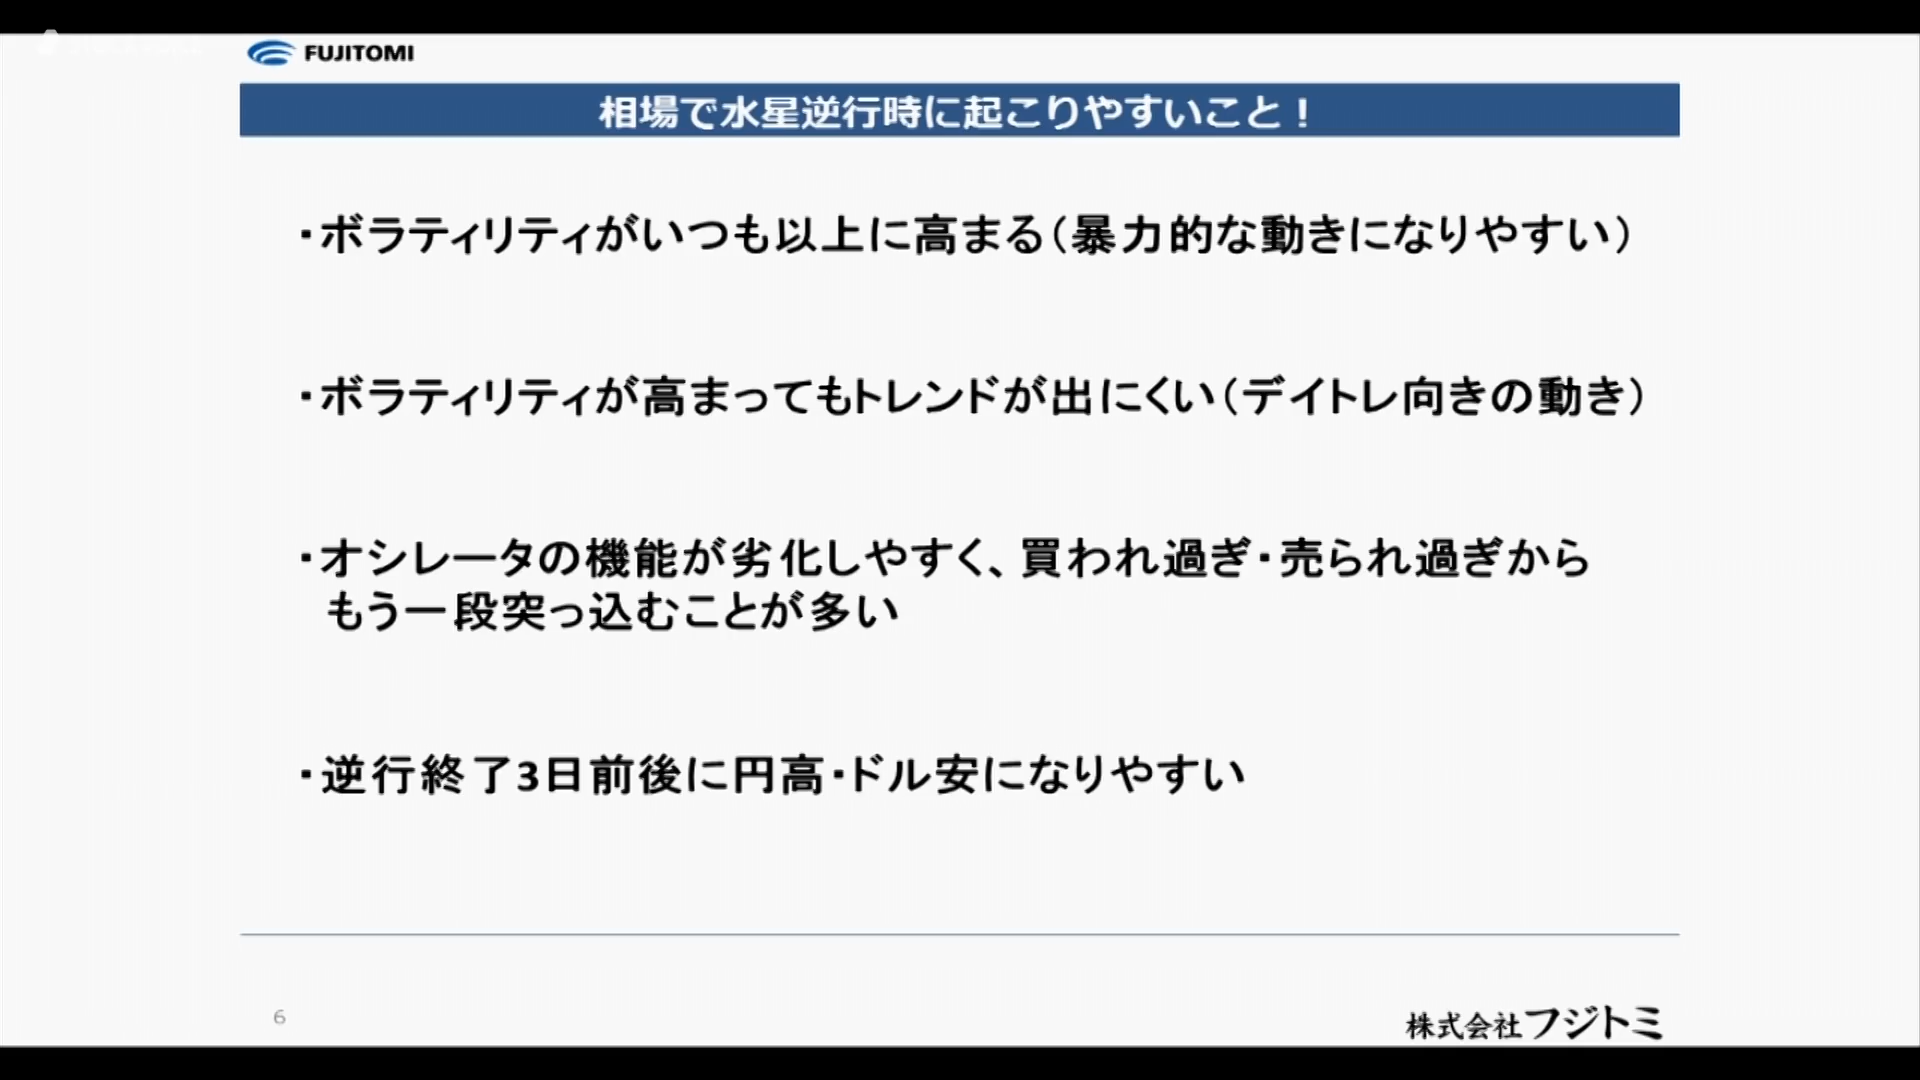 FUJITOMI
相場で水星逆行時に起こりやすいこと！
・ボラティリティがいつも以上に高まる（暴力的な動きになりやすい）
・ボラティリティが高まってもトレンドが出にくい（デイトレ向きの動き）
・オシレータの機能が劣化しやすく、買われ過ぎ・売られ過ぎから
もう一段突っ込むことが多い
・逆行終了3日前後に円高・ドル安になりやすい
6
株式会社フジトミ